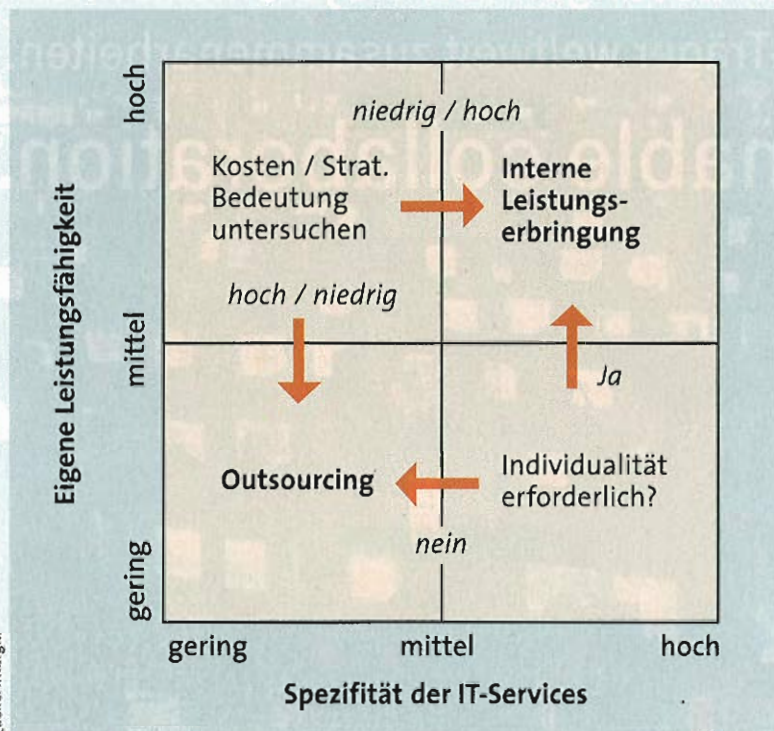 hoch
niedrig / hoch
Kosten / Strat.
Bedeutung
untersuchen
Interne
Leistungs-
erbringung
hoch / niedrig
mittel
Ja
Eigene Leistungsfähigkeit
Outsourcing
Individualität
erforderlich?
nein
gering
gering mittel hoch
Spezifität der IT-Services